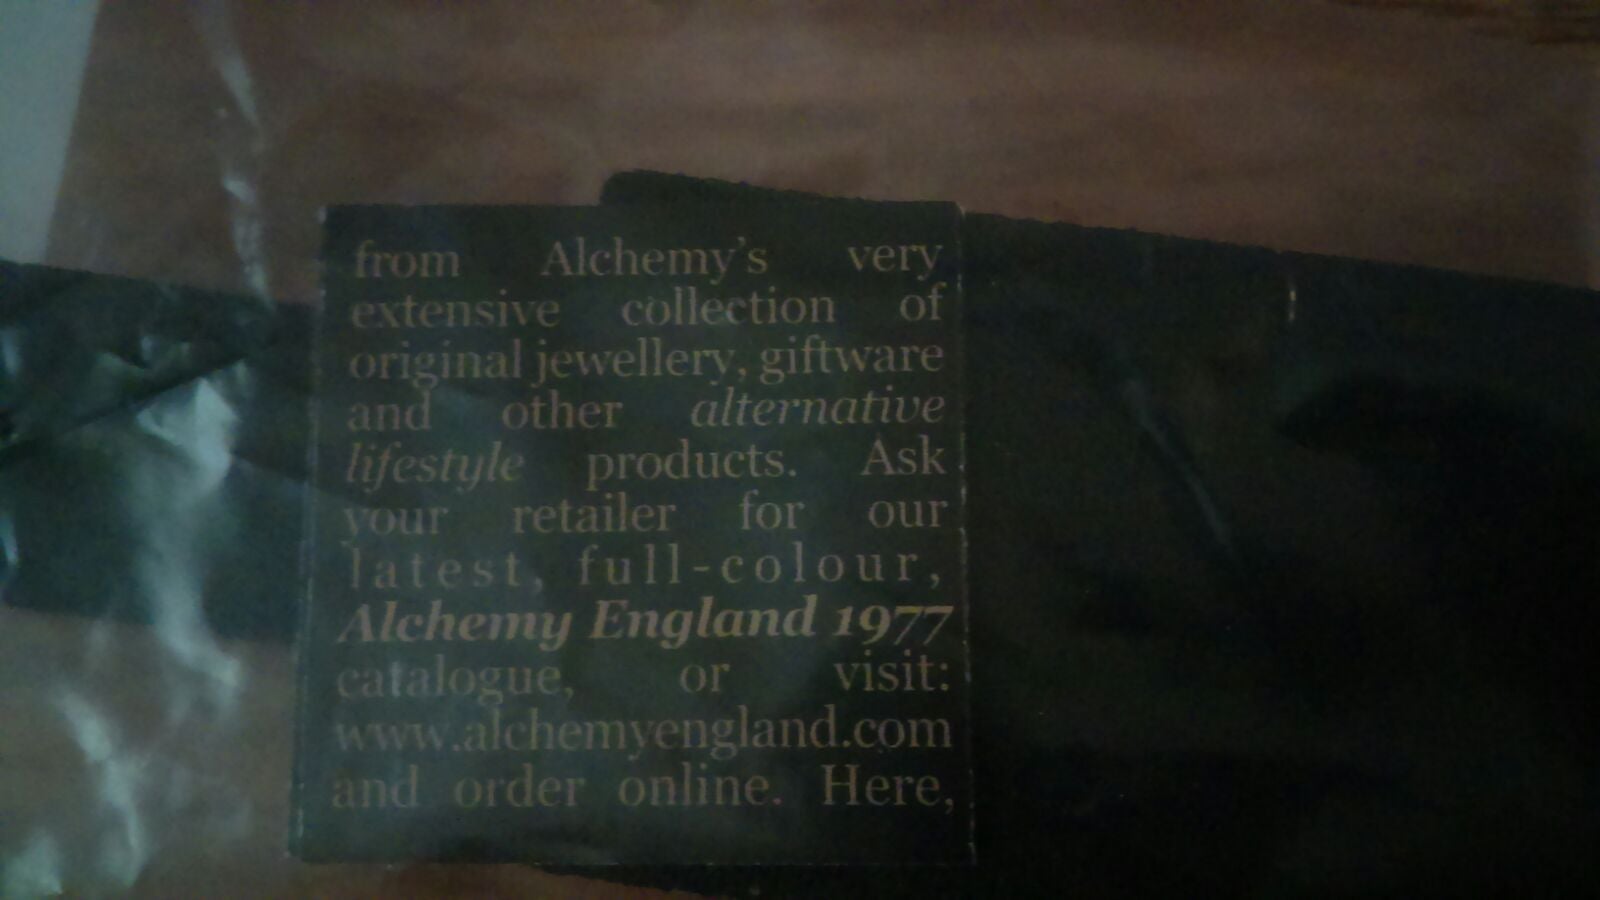 from Alchemy's very
extensive collection of
original jewellery, giftware
and other alternative
lifestyle products. Ask
your retailer for our
latest, full-colour,
Alchemy England 1977
catalogue, or visit:
www.alchemyengland.com
and order online. Here,